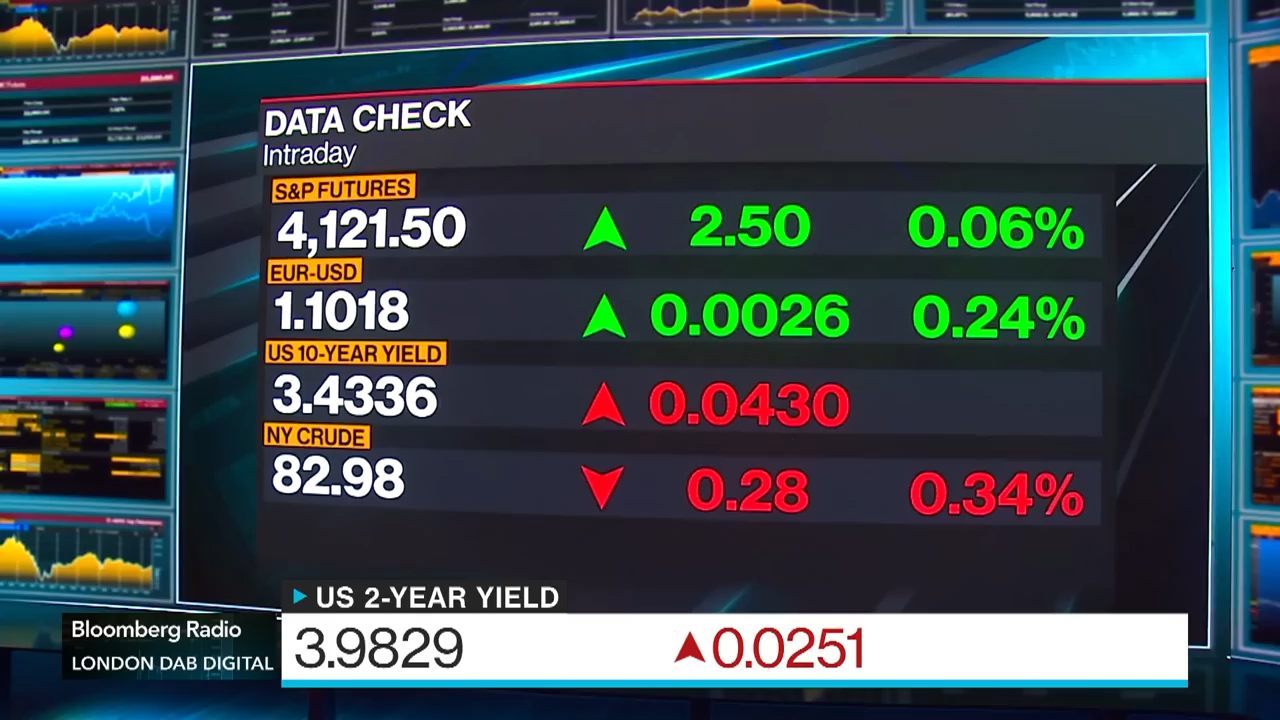 DATA CHECK
Intraday
S&P FUTURES
4,121.50 ▲ 2.50 0.06%
EUR-USD
1.1018 ▲ 0.0026 0.24%
US 10-YEAR YIELD
3.4336 ▲ 0.0430
NY CRUDE
82.98 ▼ 0.28 0.34%
US 2-YEAR YIELD
3.9829 ▲ 0.0251
Bloomberg Radio
LONDON DAB DIGITAL